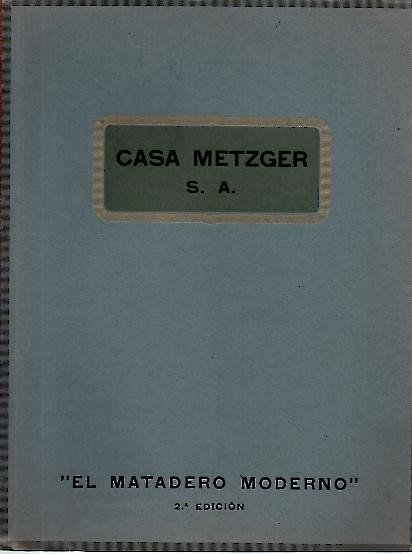 CASA METZGER
S. A.
"EL MATADERO MODERNO"
2.ª EDICIÓN